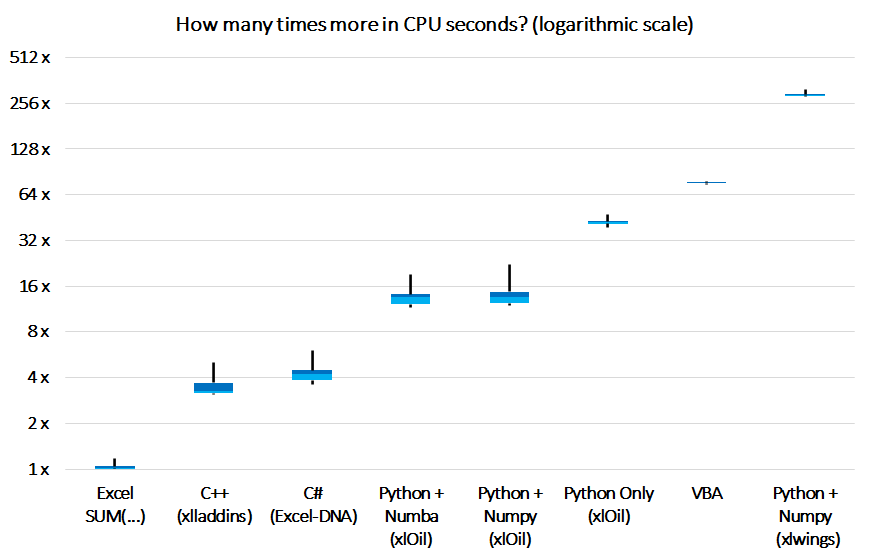 How many times more in CPU seconds? (logarithmic scale)
512 x
256 x
128 x
64 x
32 x
16 x
8 x
4 x
2 x
1 x
Excel
SUM(...)
C++
(xlladdins)
C#
(Excel-DNA)
Python +
Numba
(xlOil)
Python +
Numpy
(xlOil)
Python Only
(xlOil)
VBA
Python +
Numpy
(xlwings)